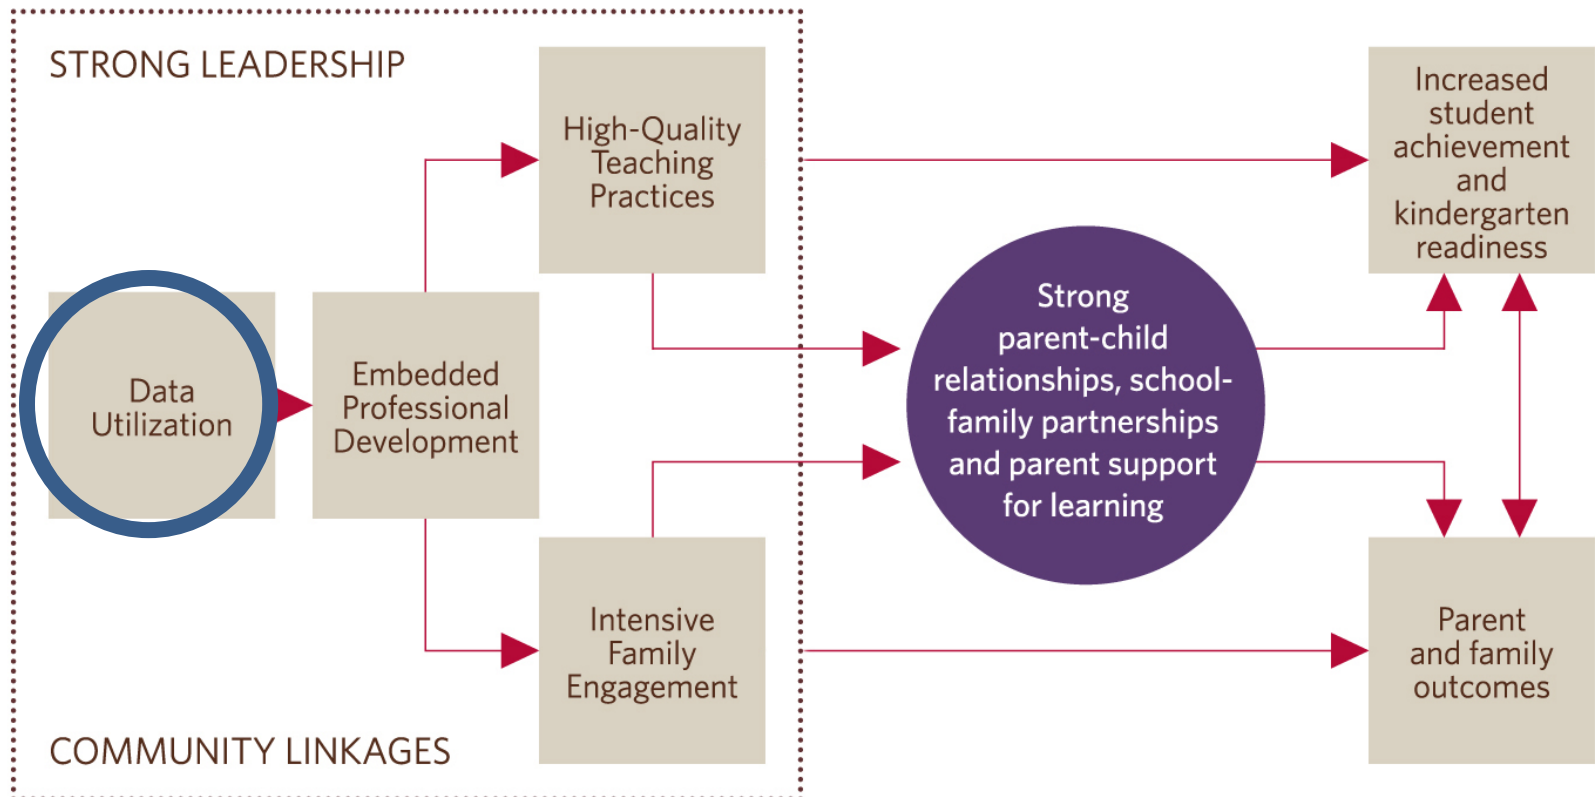 STRONG LEADERSHIP
High-Quality
Teaching
Practices
Increased
student
achievement
and
kindergarten
readiness
Data
Utilization
Embedded
Professional
Development
Strong
parent-child
relationships, school-
family partnerships
and parent support
for learning
Intensive
Family
Engagement
Parent
and family
outcomes
COMMUNITY LINKAGES